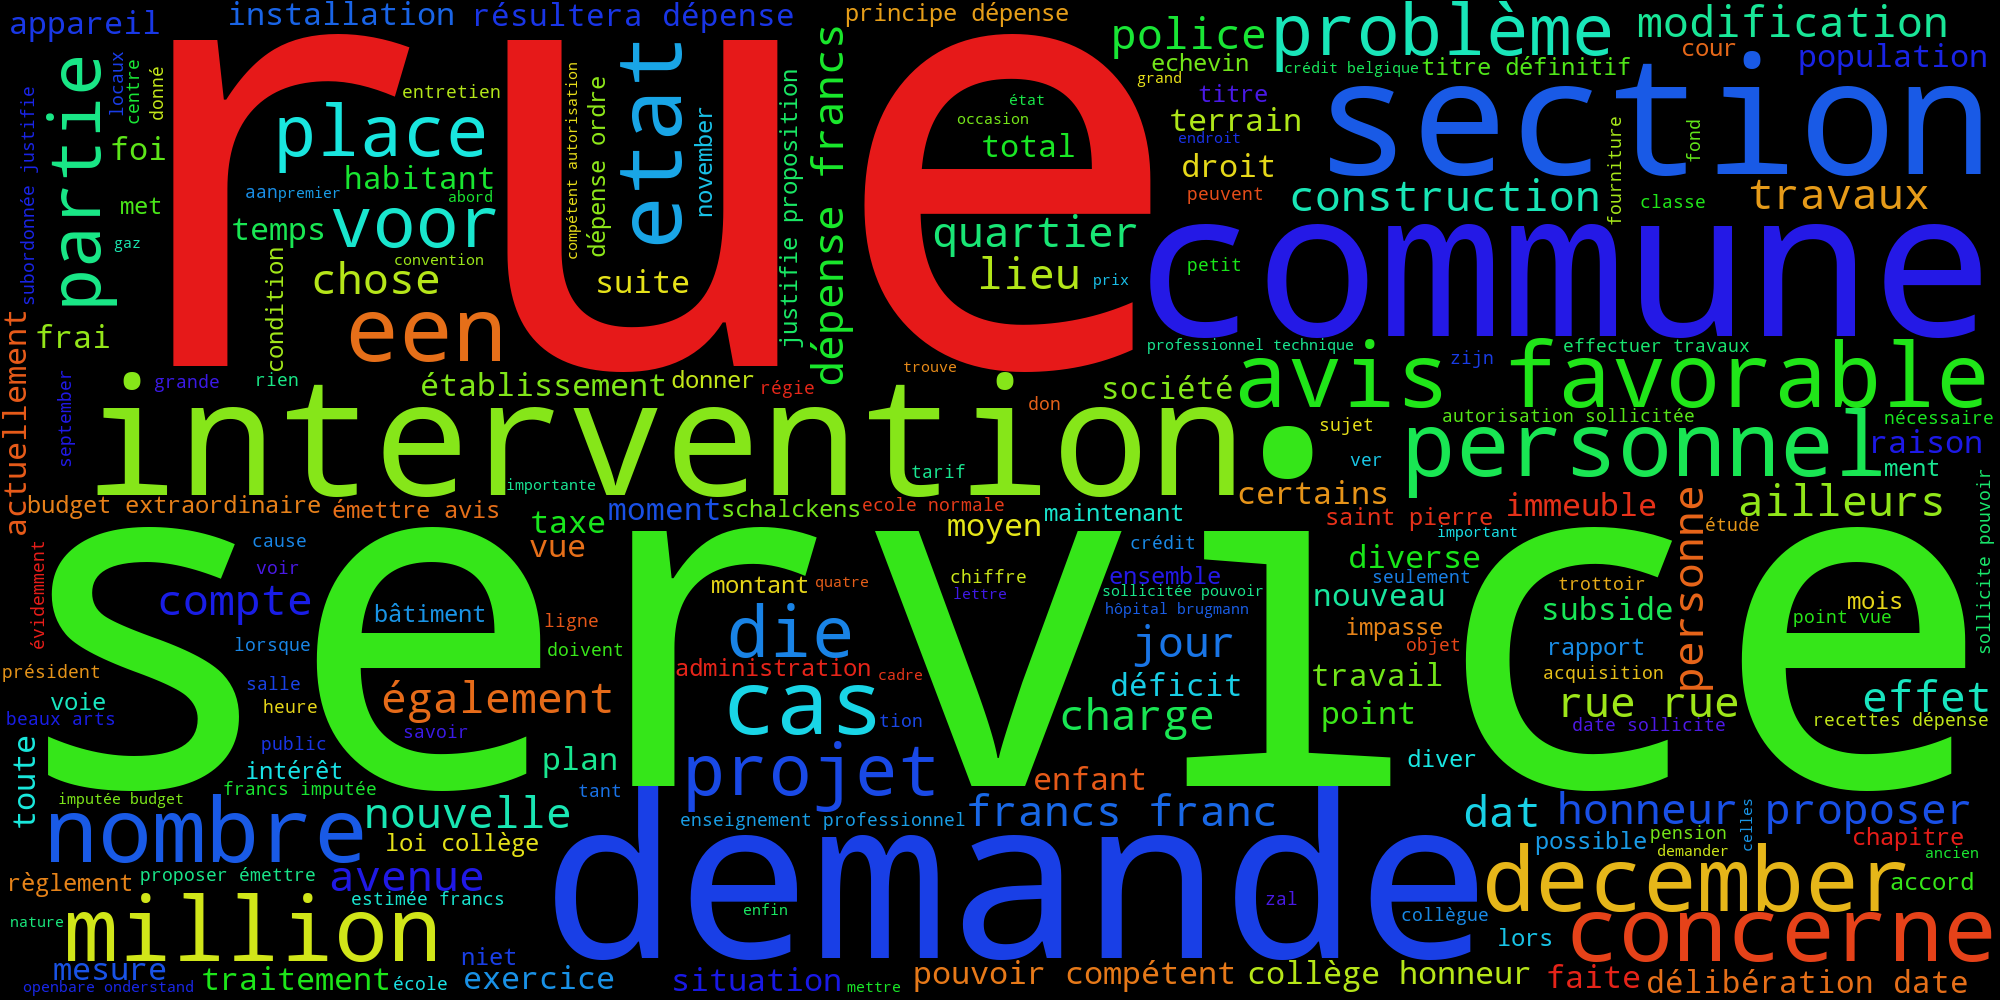 appareil
installation
résultera dépense
principe dépense
police
problème
modification
cour
population
echevin
crédit belgique
titre définitif
grand
rue
partie
locaux
centre
donné
entretien
compétent autorisation
dépense ordre
etat
november
justifie proposition
dépense francs
état
occasion
total
titre
terrain
endroit
droit
peuvent
section
fourniture
fond
construction
classe
travaux
subordonnée justifie
foi
met
gaz
place
habitant
aan
premier
abord
temps
voor
convention
condition
chose
suite
een
quartier
lieu
prix
petit
commune
frai
actuellement
september
grande
rien
établissement
donner
régie
trouve
don
société
professionnel technique
zijn
effectuer travaux
avis favorable
autorisation sollicitée
nécessaire
intervention
•
importante
tarif
sujet
ver
personnel
raison
ment
certains
budget extraordinaire
émettre avis
taxe
moment
schalckens
ecole normale
maintenant
moyen
vue
saint pierre
immeuble
important
personne
étude
ailleurs
sollicite pouvoir
évidemment
cause
voir
compte
bâtiment
ligne
doivent
lorsque
service
montant
quatre
chiffre
lettre
crédit
ensemble
sollicitée pouvoir
hôpital brugmann
diverse
seulement
nouveau
impasse
objet
trottoir
subside
mois
point vue
rapport
acquisition
président
voie
beaux arts
salle
heure
également
savoir
public
intérêt
francs imputée
toute
imputée budget
plan
tant
die
administration
cadre
cas
tion
jour
déficit
charge
travail
point
rue rue
date sollicite
effet
recettes dépense
projet
enfant
diver
nombre
nouvelle
loi collège
enseignement professionnel
francs franc
dat
honneur
celles
proposer
possible
pension
demander
chapitre
ancien
règlement
proposer émettre
avenue
estimée francs
demande
enfin
zal
collègue
december
accord
nature
million
lors
concerne
mesure
openbare onderstand
traitement
école
niet
exercice
situation
mettre
pouvoir compétent
collège honneur
faite
délibération date